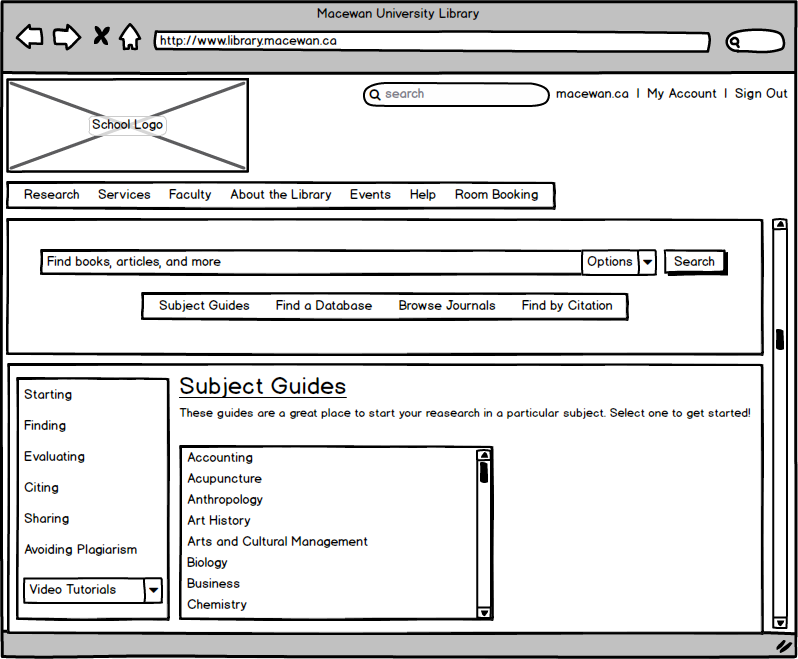 Macewan University Library
http://www.library.macewan.ca
search
macewan.ca | My Account | Sign Out
School Logo
Research Services Faculty About the Library Events Help Room Booking
Find books, articles, and more Options Search
Subject Guides Find a Database Browse Journals Find by Citation
Starting
Finding
Evaluating
Citing
Sharing
Avoiding Plagiarism
Video Tutorials
Subject Guides
These guides are a great place to start your reasearch in a particular subject. Select one to get started!
Accounting
Acupuncture
Anthropology
Art History
Arts and Cultural Management
Biology
Business
Chemistry